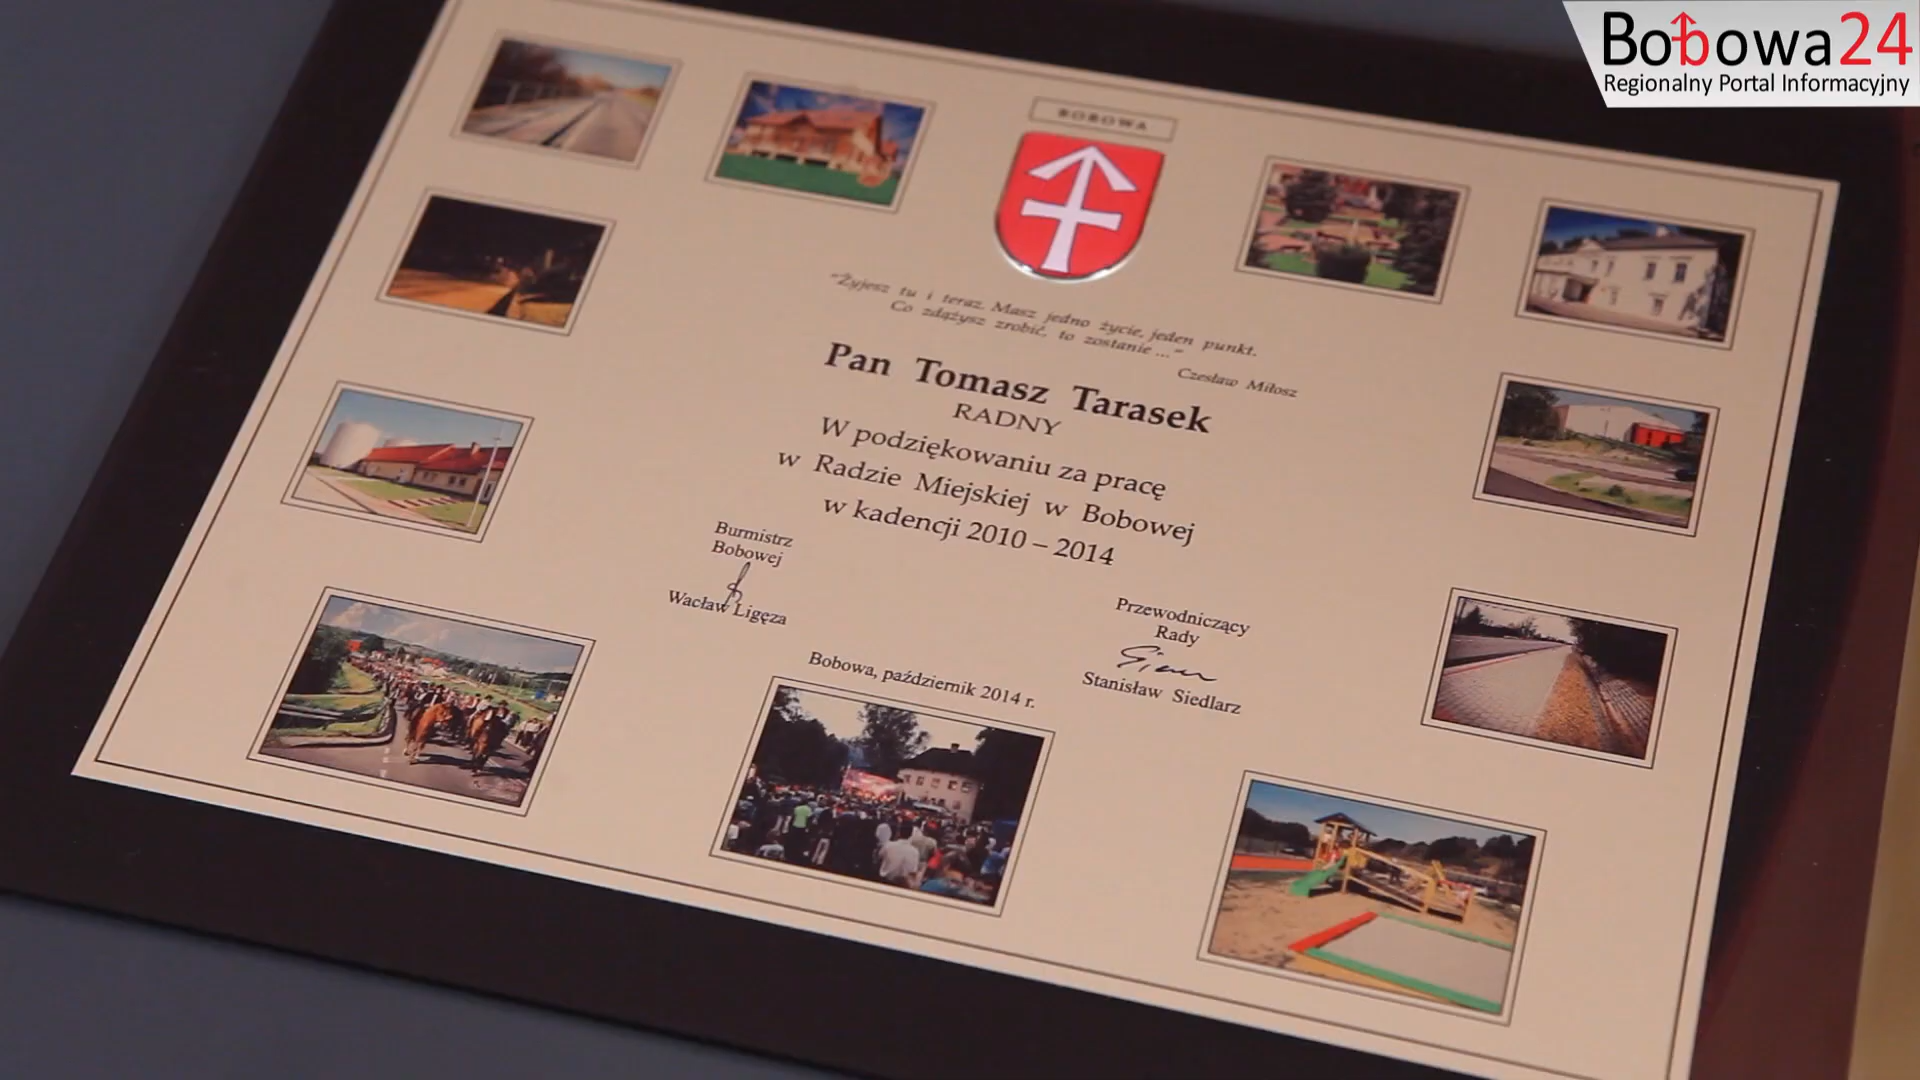 Bobowa24
Regionalny Portal Informacyjny
BOBOWA
"Żyjesz tu i teraz. Masz jedno życie, jeden punkt.
Co zdążysz zrobić, to zostanie ..."
Czesław Miłosz
Pan Tomasz Tarasek
RADNY
W podziękowaniu za pracę
w Radzie Miejskiej w Bobowej
w kadencji 2010 – 2014
Burmistrz
Bobowej
Wacław Ligęza
Przewodniczący
Rady
Stanisław Siedlarz
Bobowa, październik 2014 r.